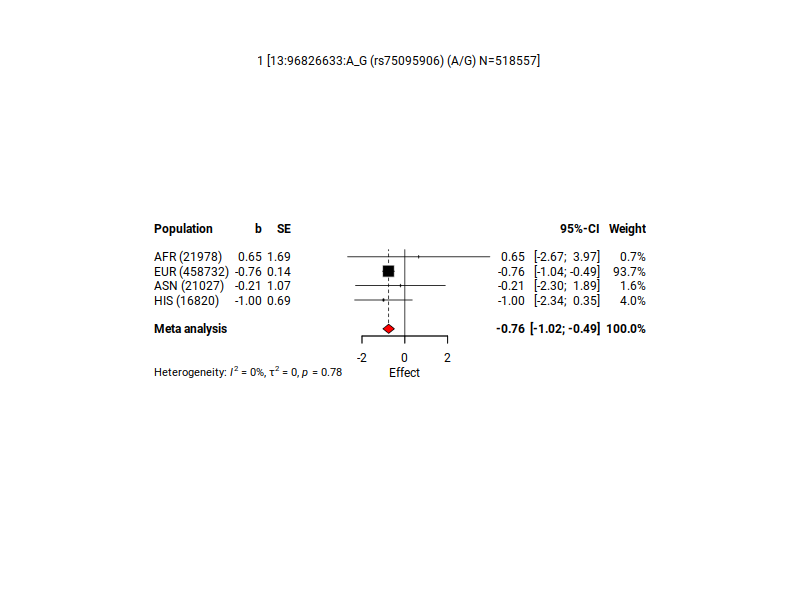 1 [13:96826633:A_G (rs75095906) (A/G) N=518557]
Population b SE 95%-CI Weight
AFR (21978) 0.65 1.69 0.65 [-2.67; 3.97] 0.7%
EUR (458732) -0.76 0.14 -0.76 [-1.04; -0.49] 93.7%
ASN (21027) -0.21 1.07 -0.21 [-2.30; 1.89] 1.6%
HIS (16820) -1.00 0.69 -1.00 [-2.34; 0.35] 4.0%
Meta analysis -0.76 [-1.02; -0.49] 100.0%
-2 0 2
Heterogeneity: I² = 0%, τ² = 0, p = 0.78 Effect